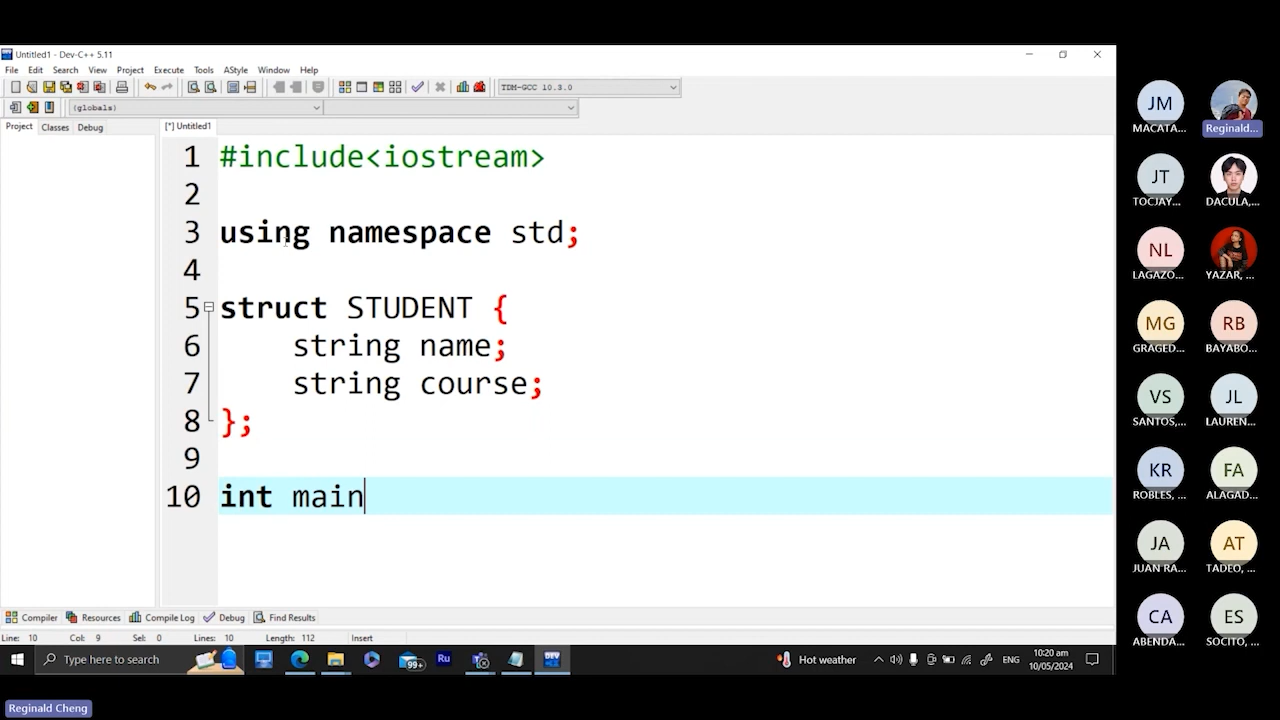 Untitled1 - Dev-C++ 5.11
File Edit Search View Project Execute Tools AStyle Window Help
TDM-GCC 10.3.0
(globals)
Project Classes Debug
[*] Untitled1
1 #include<iostream>
2
3 using namespace std;
4
5 struct STUDENT {
6 string name;
7 string course;
8 };
9
10 int main
Compiler Resources Compile Log Debug Find Results
Line: 10 Col: 9 Sel: 0 Lines: 10 Length: 112 Insert
Type here to search
99+
Ru
DEV
Hot weather
ENG
10:20 am
10/05/2024
JM
MACATA...
Reginald...
JT
TOCJAY...
DACULA,...
NL
LAGAZO...
YAZAR, ...
MG
GRAGED...
RB
BAYABO...
VS
SANTOS,...
JL
LAUREN...
KR
ROBLES, ...
FA
ALAGAD...
JA
JUAN RA...
AT
TADEO, ...
CA
ABENDA...
ES
SOCITO, ...
Reginald Cheng